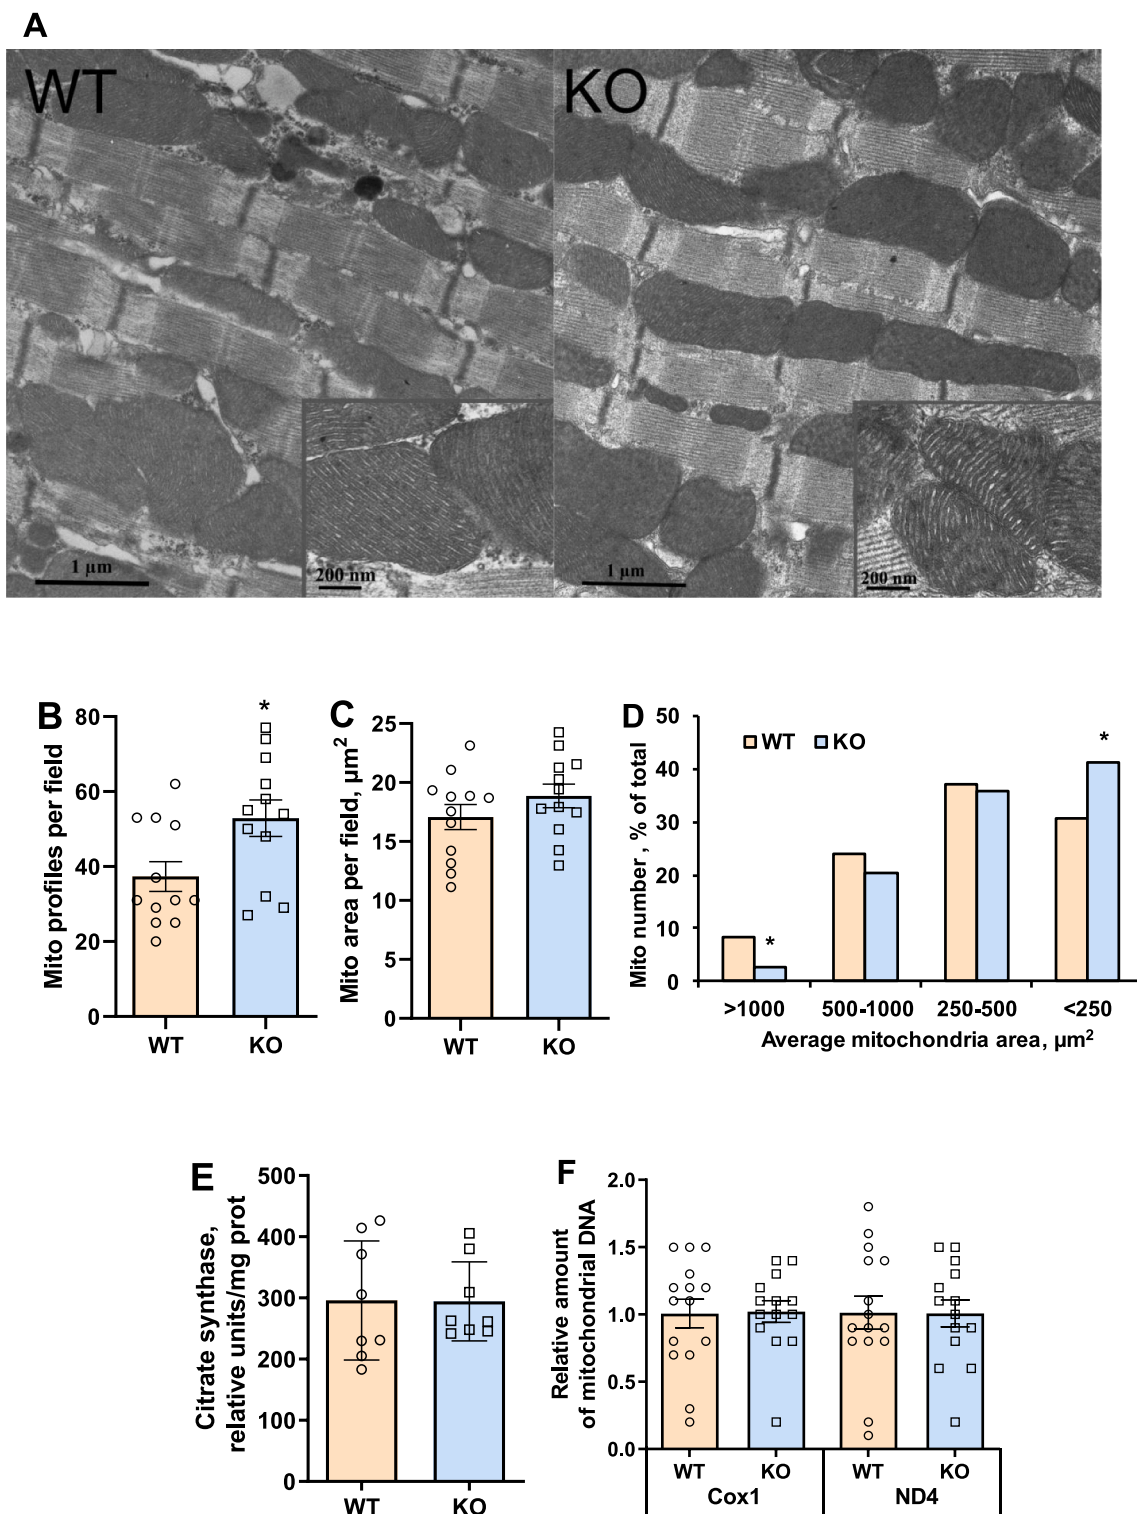 A
WT
KO
1 µm
200 nm
1 µm
200 nm
B
Mito profiles per field
80
60
40
20
0
*
WT
KO
C
Mito area per field, µm²
25
20
15
10
5
0
WT
KO
D
Mito number , % of total
50
40
30
20
10
0
WT
KO
*
*
>1000
500-1000
250-500
<250
Average mitochondria area, µm²
E
Citrate synthase,
relative units/mg prot
500
400
300
200
100
0
WT
KO
F
Relative amount
of mitochondrial DNA
2.0
1.5
1.0
0.5
0.0
WT
KO
WT
KO
Cox1
ND4